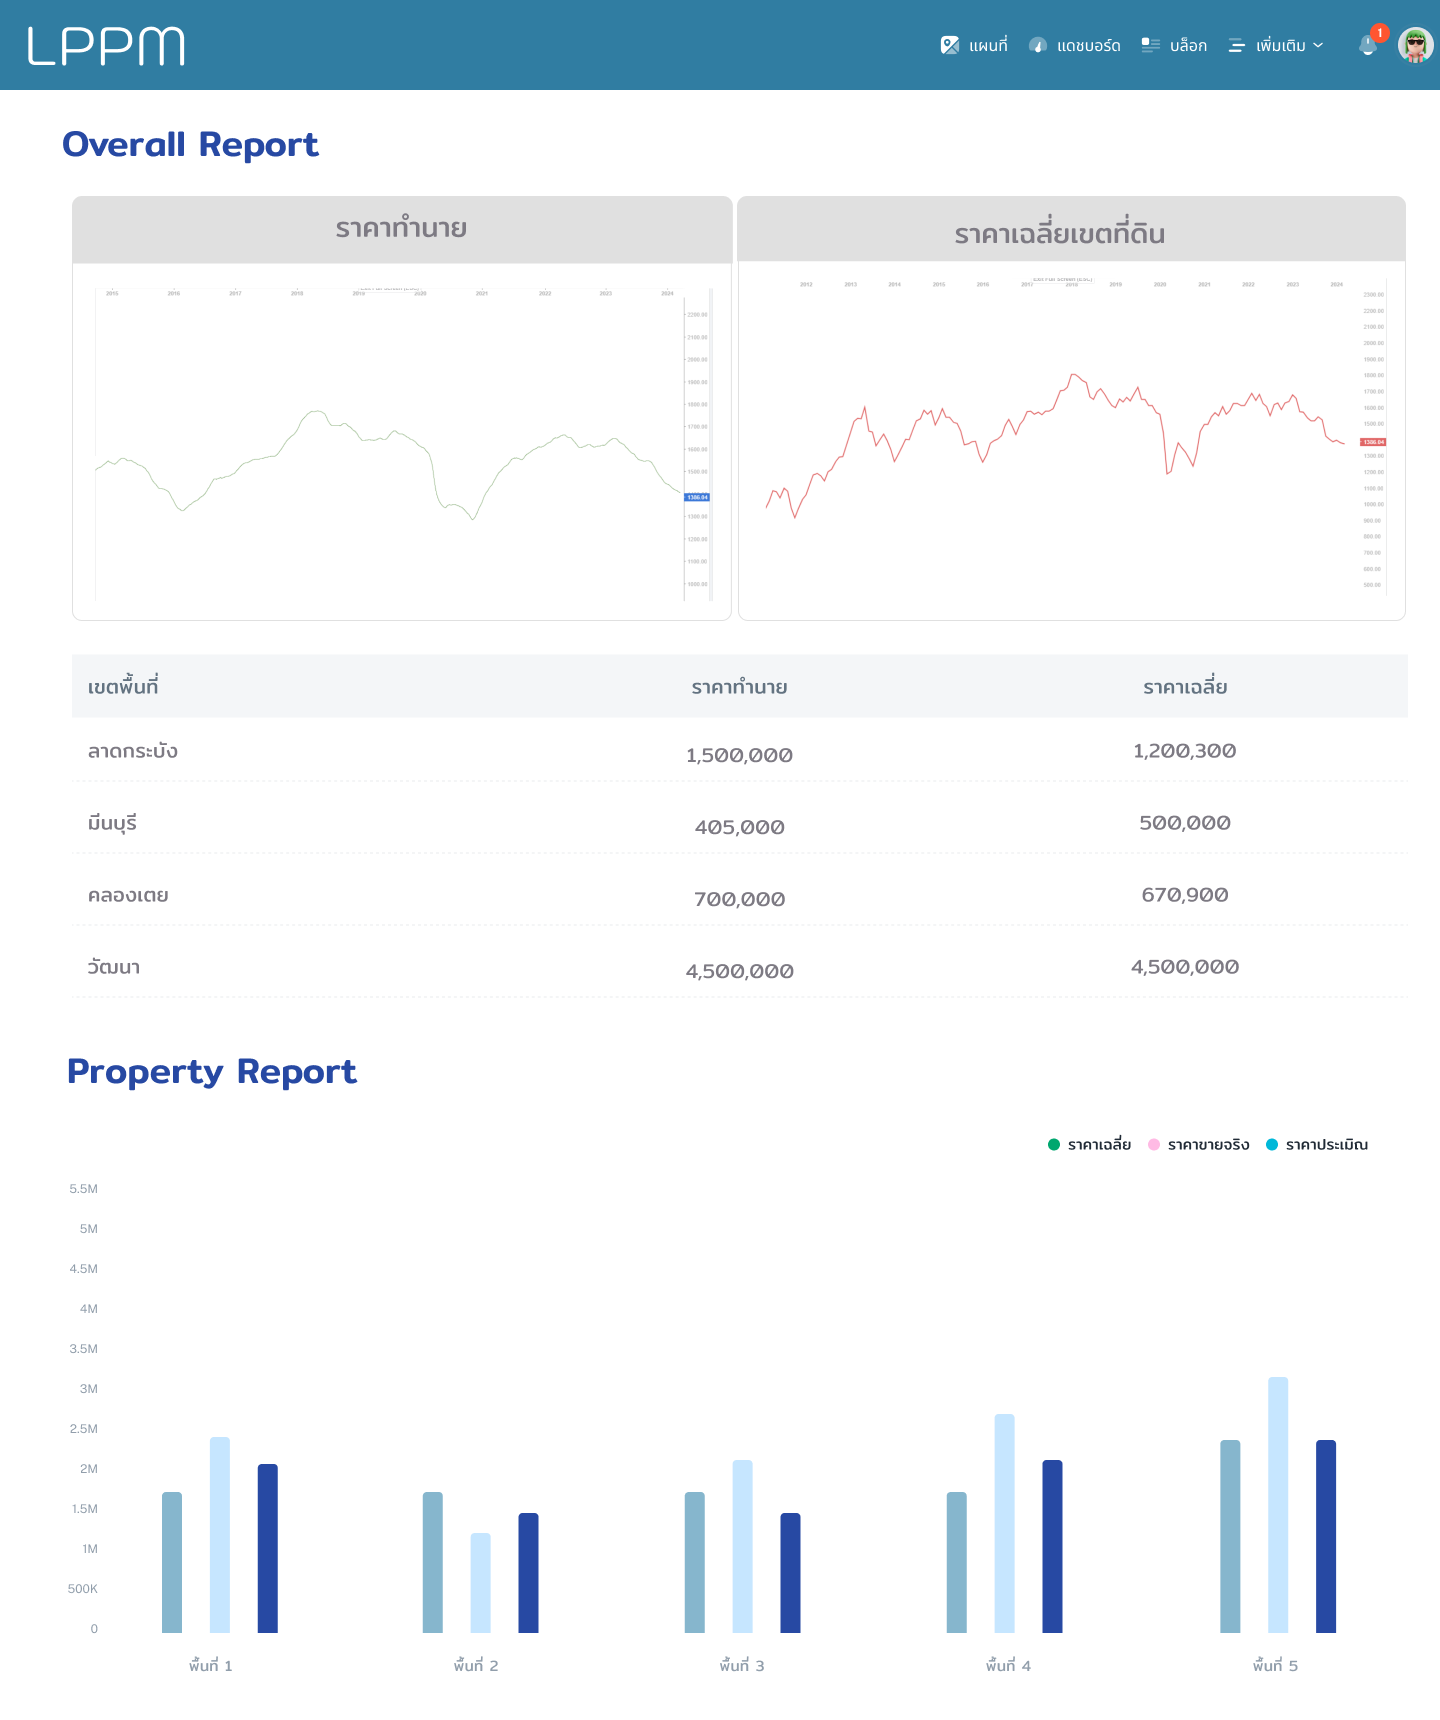 LPPM
แผนที่ แดชบอร์ด บล็อก เพิ่มเติม 1
Overall Report
ราคาทำนาย ราคาเฉลี่ยเขตที่ดิน
2015 2016 2017 2018 2019 2020 2021 2022 2023 2024
2200.00
2100.00
2000.00
1900.00
1800.00
1700.00
1600.00
1500.00
1386.04
1300.00
1200.00
1100.00
1000.00
2012 2013 2014 2015 2016 2017 2018 2019 2020 2021 2022 2023 2024
2300.00
2200.00
2100.00
2000.00
1900.00
1800.00
1700.00
1600.00
1500.00
1386.04
1300.00
1200.00
1100.00
1000.00
900.00
800.00
700.00
600.00
500.00
เขตพื้นที่ ราคาทำนาย ราคาเฉลี่ย
ลาดกระบัง 1,500,000 1,200,300
มีนบุรี 405,000 500,000
คลองเตย 700,000 670,900
วัฒนา 4,500,000 4,500,000
Property Report
ราคาเฉลี่ย ราคาขายจริง ราคาประเมิณ
5.5M
5M
4.5M
4M
3.5M
3M
2.5M
2M
1.5M
1M
500K
0
พื้นที่ 1 พื้นที่ 2 พื้นที่ 3 พื้นที่ 4 พื้นที่ 5